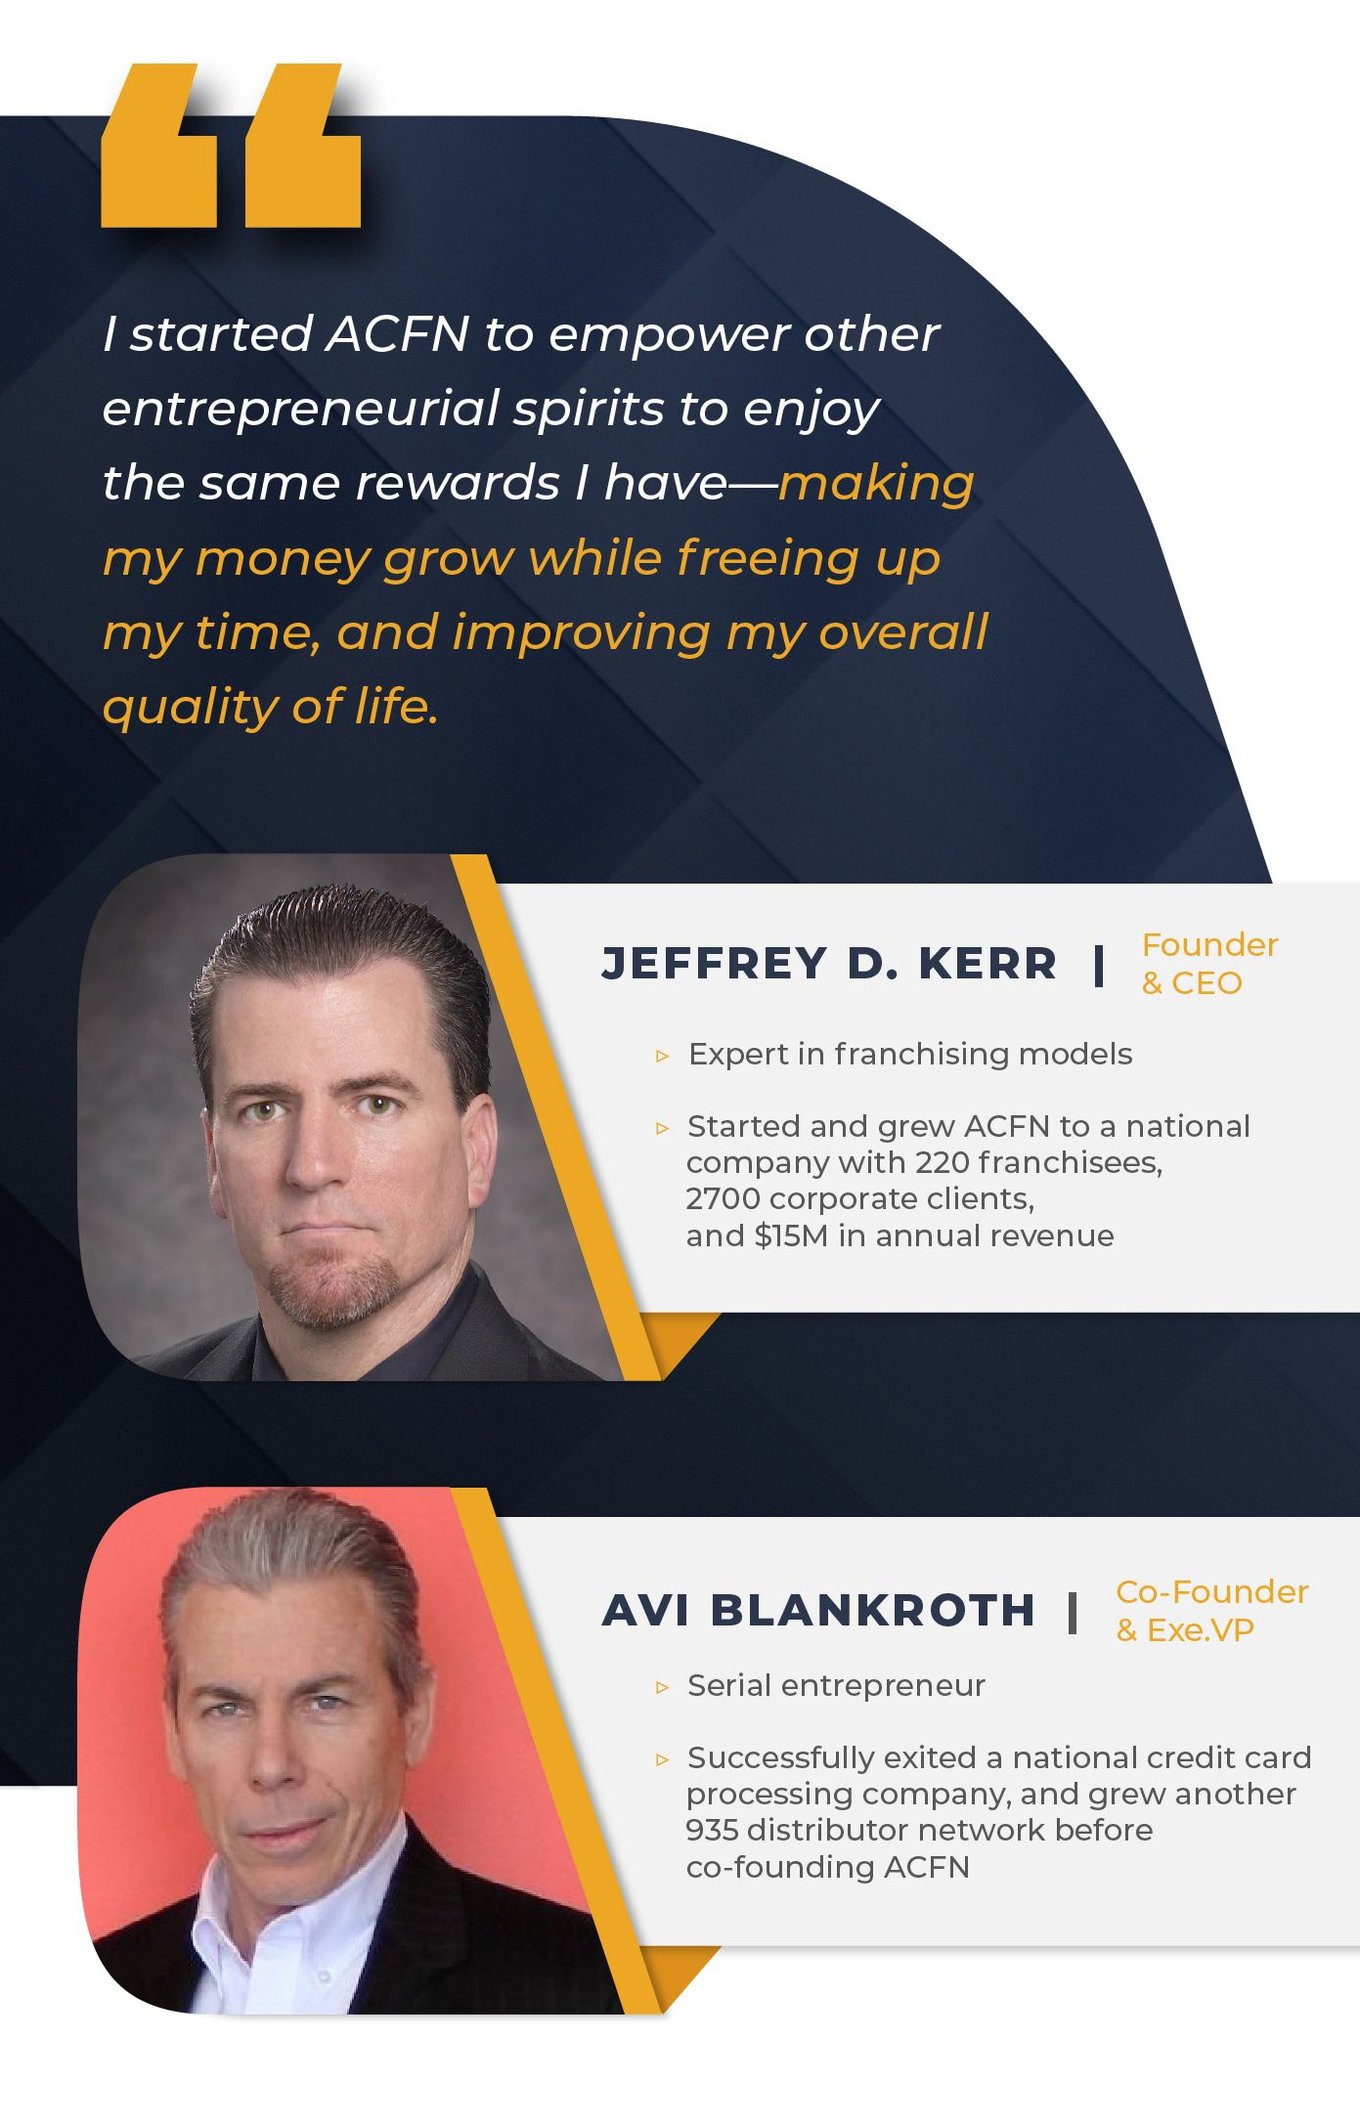 “
I started ACFN to empower other
entrepreneurial spirits to enjoy
the same rewards I have—making
my money grow while freeing up
my time, and improving my overall
quality of life.
JEFFREY D. KERR | Founder
& CEO
▹ Expert in franchising models
▹ Started and grew ACFN to a national
company with 220 franchisees,
2700 corporate clients,
and $15M in annual revenue
AVI BLANKROTH | Co-Founder
& Exe.VP
▹ Serial entrepreneur
▹ Successfully exited a national credit card
processing company, and grew another
935 distributor network before
co-founding ACFN